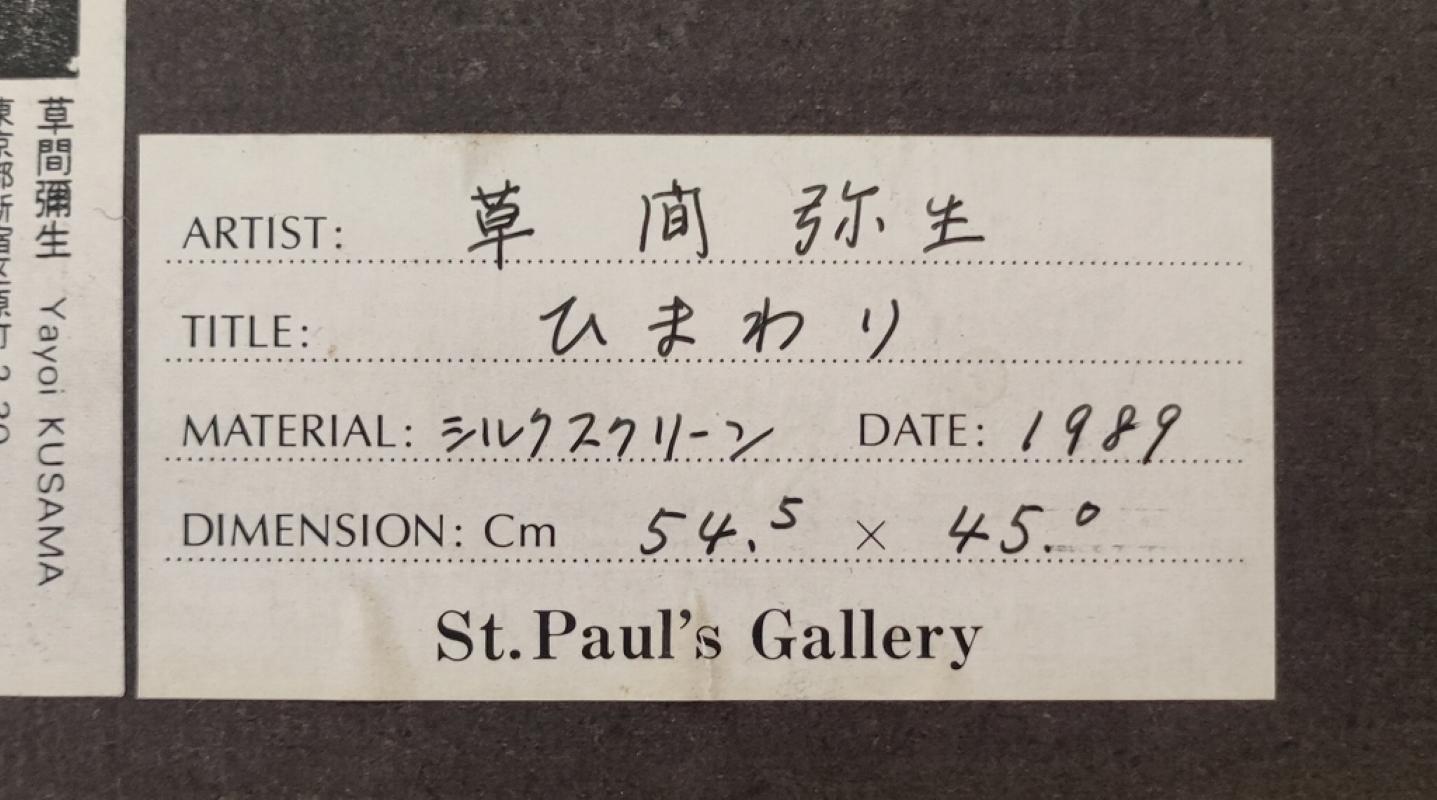 草間彌生 Yayoi KUSAMA
ARTIST: 草間弥生
TITLE: ひまわり
MATERIAL: シルクスクリーン DATE: 1989
DIMENSION: Cm 54.5 × 45.0
St.Paul's Gallery